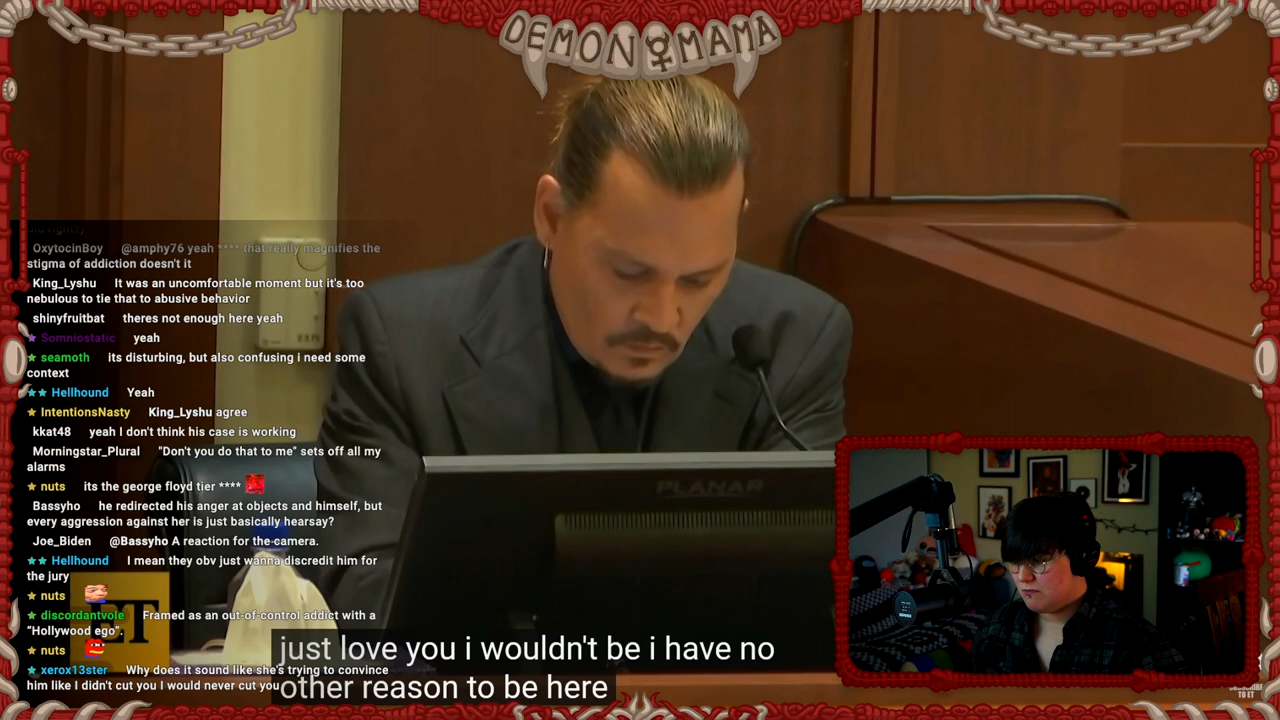 DEMON MAMA
OxytocinBoy @amphy76 yeah **** that really magnifies the
stigma of addiction doesn't it
King_Lyshu It was an uncomfortable moment but it's too
nebulous to tie that to abusive behavior
shinyfruitbat theres not enough here yeah
Somniostatic yeah
seamoth its disturbing, but also confusing i need some
context
Hellhound Yeah
IntentionsNasty King_Lyshu agree
kkat48 yeah I don't think his case is working
Morningstar_Plural "Don't you do that to me" sets off all my
alarms
nuts its the george floyd tier ****
Bassyho he redirected his anger at objects and himself, but
every aggression against her is just basically hearsay?
Joe_Biden @Bassyho A reaction for the camera.
Hellhound I mean they obv just wanna discredit him for
the jury
nuts
discordantvole Framed as an out-of-control addict with a
“Hollywood ego”.
nuts
xerox13ster Why does it sound like she's trying to convince
him like I didn't cut you I would never cut you
ET
PLANAR
just love you i wouldn't be i have no
other reason to be here
SUBSCRIBE
TO ET